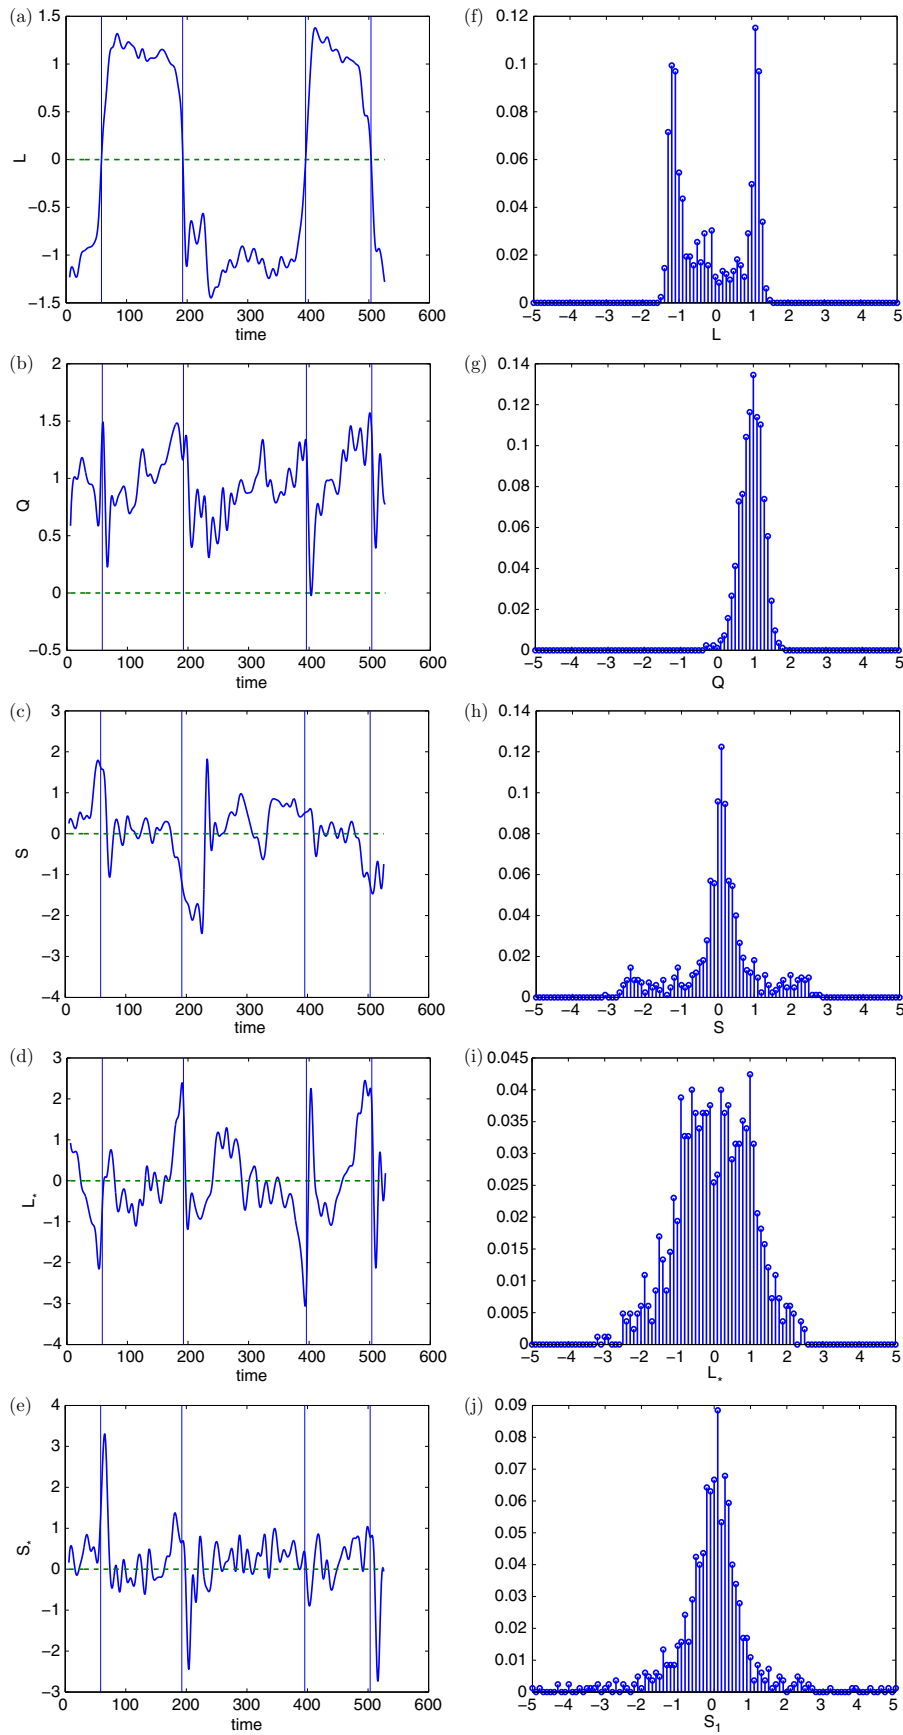 (a)
1.5
1
0.5
0
−0.5
−1
−1.5
L
0 100 200 300 400 500 600
time
(f)
0.12
0.1
0.08
0.06
0.04
0.02
0
−5 −4 −3 −2 −1 0 1 2 3 4 5
L
(b)
2
1.5
1
0.5
0
−0.5
Q
0 100 200 300 400 500 600
time
(g)
0.14
0.12
0.1
0.08
0.06
0.04
0.02
0
−5 −4 −3 −2 −1 0 1 2 3 4 5
Q
(c)
3
2
1
0
−1
−2
−3
−4
S
0 100 200 300 400 500 600
time
(h)
0.14
0.12
0.1
0.08
0.06
0.04
0.02
0
−5 −4 −3 −2 −1 0 1 2 3 4 5
S
(d)
3
2
1
0
−1
−2
−3
−4
L*
0 100 200 300 400 500 600
time
(i)
0.045
0.04
0.035
0.03
0.025
0.02
0.015
0.01
0.005
0
−5 −4 −3 −2 −1 0 1 2 3 4 5
L*
(e)
4
3
2
1
0
−1
−2
−3
S*
0 100 200 300 400 500 600
time
(j)
0.09
0.08
0.07
0.06
0.05
0.04
0.03
0.02
0.01
0
−5 −4 −3 −2 −1 0 1 2 3 4 5
S1